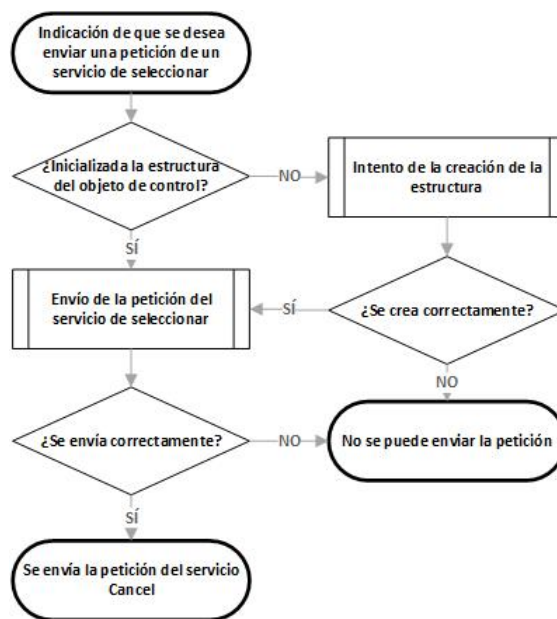 Indicación de que se desea
enviar una petición de un
servicio de seleccionar
¿Inicializada la estructura
del objeto de control?
NO
Intento de la creación de la
estructura
SÍ
Envío de la petición del
servicio de seleccionar
SÍ
¿Se crea correctamente?
NO
¿Se envía correctamente?
NO
No se puede enviar la petición
SÍ
Se envía la petición del servicio
Cancel